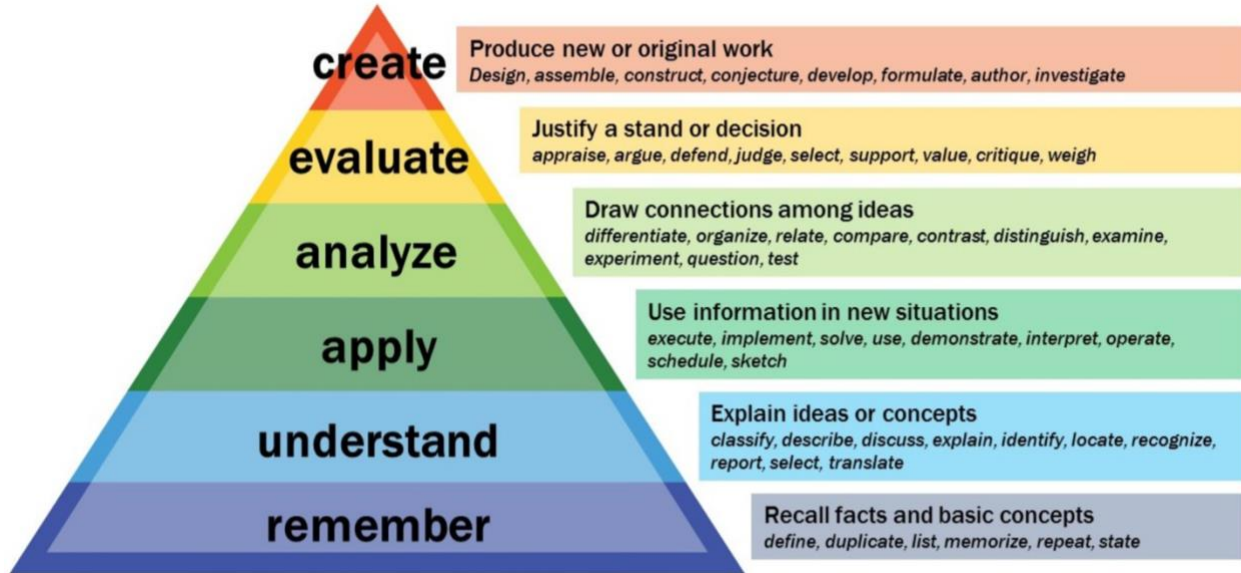 create
Produce new or original work
Design, assemble, construct, conjecture, develop, formulate, author, investigate
evaluate
Justify a stand or decision
appraise, argue, defend, judge, select, support, value, critique, weigh
analyze
Draw connections among ideas
differentiate, organize, relate, compare, contrast, distinguish, examine,
experiment, question, test
apply
Use information in new situations
execute, implement, solve, use, demonstrate, interpret, operate,
schedule, sketch
understand
Explain ideas or concepts
classify, describe, discuss, explain, identify, locate, recognize,
report, select, translate
remember
Recall facts and basic concepts
define, duplicate, list, memorize, repeat, state